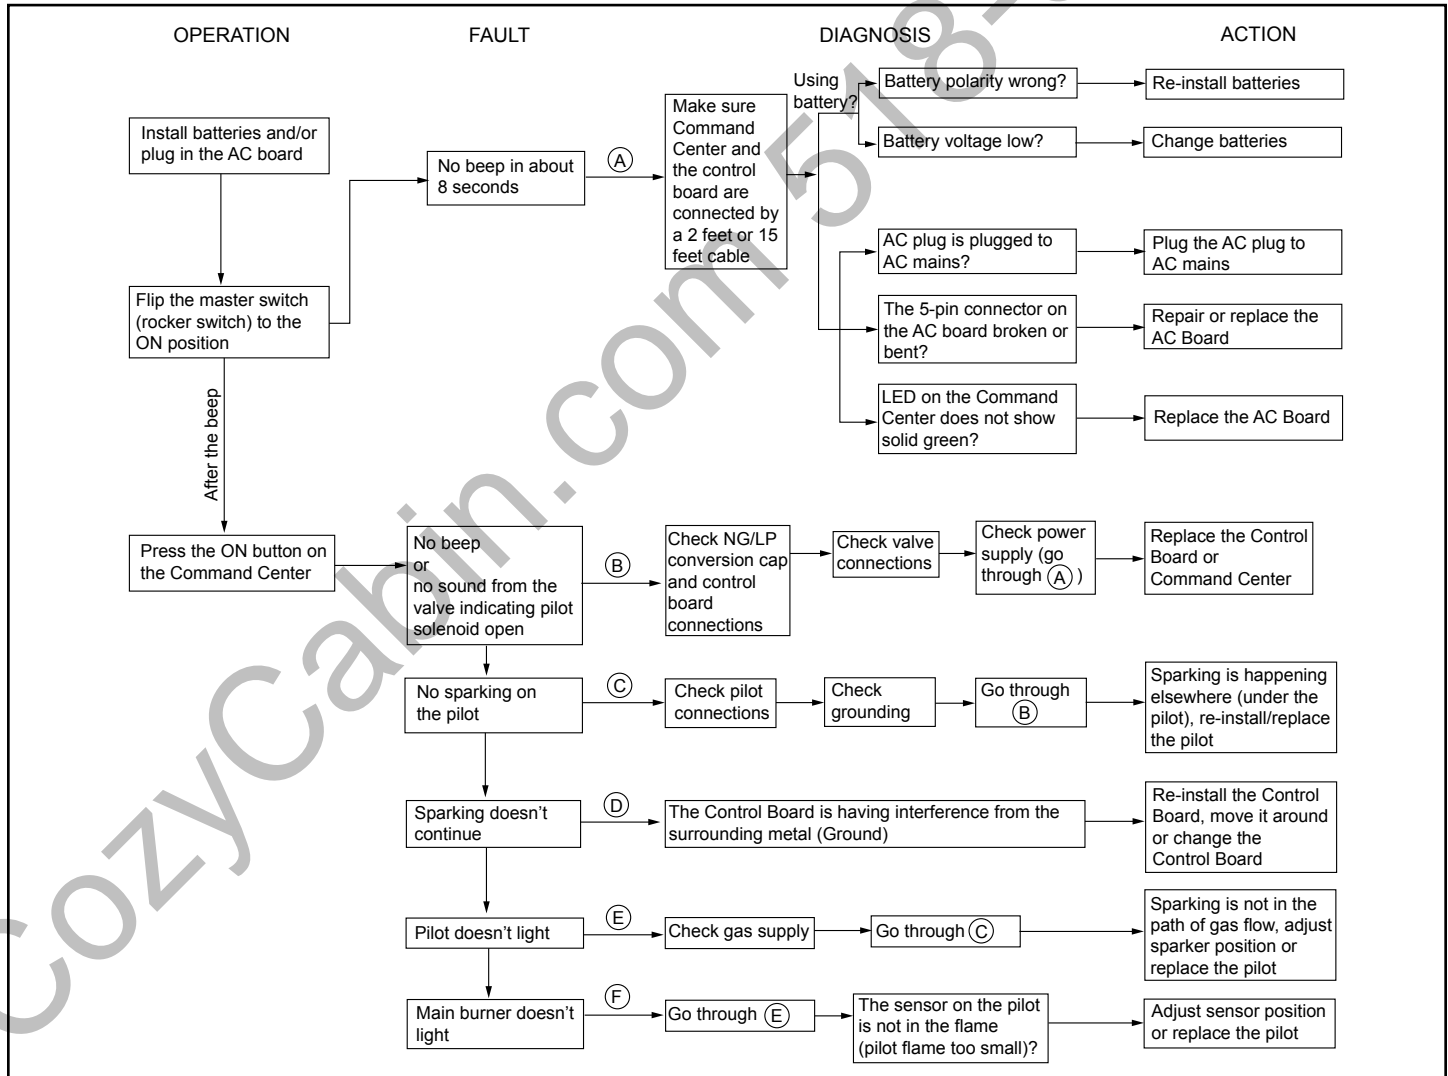 OPERATION
FAULT
DIAGNOSIS
ACTION
Install batteries and/or
plug in the AC board
Flip the master switch
(rocker switch) to the
ON position
After the beep
Press the ON button on
the Command Center
No beep in about
8 seconds
A
Make sure
Command
Center and
the control
board are
connected by
a 2 feet or 15
feet cable
Using
battery?
Battery polarity wrong?
Re-install batteries
Battery voltage low?
Change batteries
AC plug is plugged to
AC mains?
Plug the AC plug to
AC mains
The 5-pin connector on
the AC board broken or
bent?
Repair or replace the
AC Board
LED on the Command
Center does not show
solid green?
Replace the AC Board
No beep
or
no sound from the
valve indicating pilot
solenoid open
B
Check NG/LP
conversion cap
and control
board
connections
Check valve
connections
Check power
supply (go
through A )
Replace the Control
Board or
Command Center
No sparking on
the pilot
C
Check pilot
connections
Check
grounding
Go through
B
Sparking is happening
elsewhere (under the
pilot), re-install/replace
the pilot
Sparking doesn't
continue
D
The Control Board is having interference from the
surrounding metal (Ground)
Re-install the Control
Board, move it around
or change the
Control Board
Pilot doesn't light
E
Check gas supply
Go through C
Sparking is not in the
path of gas flow, adjust
sparker position or
replace the pilot
Main burner doesn't
light
F
Go through E
The sensor on the pilot
is not in the flame
(pilot flame too small)?
Adjust sensor position
or replace the pilot
CozyCabin.com 518-